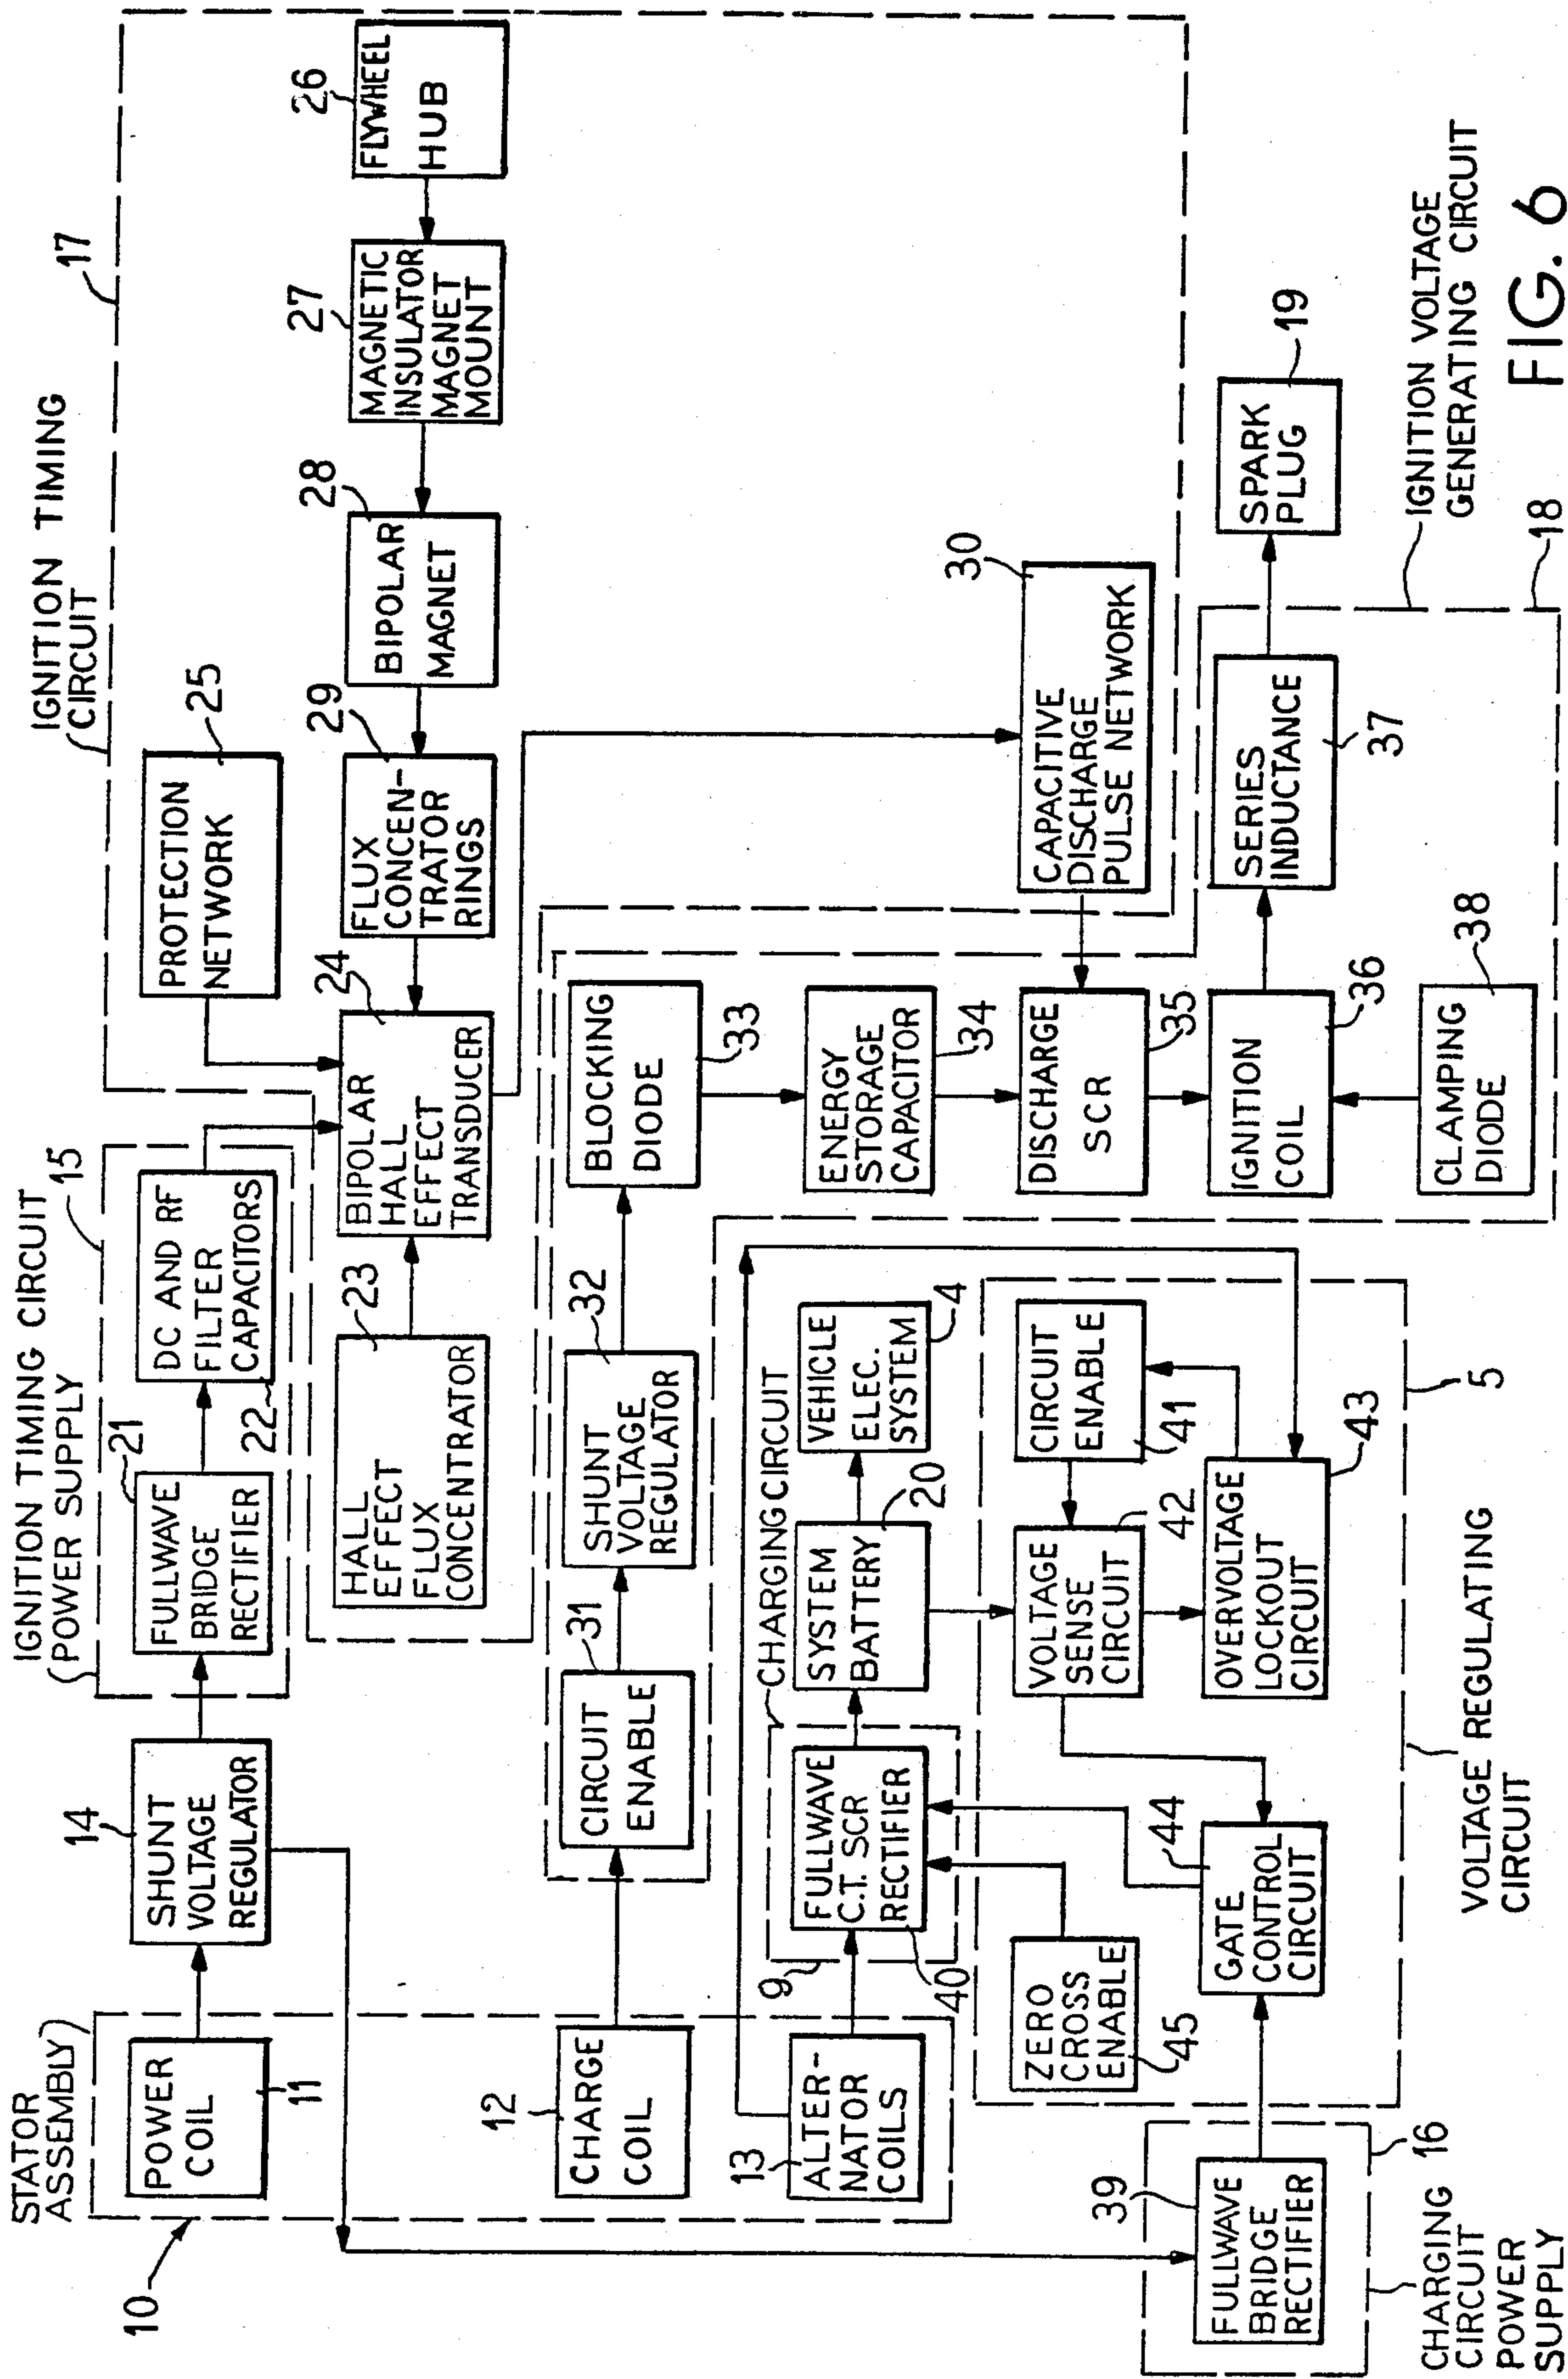 IGNITION TIMING
CIRCUIT
17
IGNITION TIMING CIRCUIT
POWER SUPPLY
15
STATOR
ASSEMBLY
10
POWER
COIL
11
14
SHUNT
VOLTAGE
REGULATOR
21
FULLWAVE
BRIDGE
RECTIFIER
DC AND RF
FILTER
CAPACITORS
22
PROTECTION
NETWORK
25
HALL
EFFECT
FLUX
CONCENTRATOR
23
BIPOLAR
HALL
EFFECT
TRANSDUCER
24
FLUX
CONCEN-
TRATOR
RINGS
29
BIPOLAR
MAGNET
28
MAGNETIC
INSULATOR
MAGNET
MOUNT
27
FLYWHEEL
HUB
26
12
CHARGE
COIL
31
CIRCUIT
ENABLE
SHUNT
VOLTAGE
REGULATOR
32
BLOCKING
DIODE
33
ENERGY
STORAGE
CAPACITOR
34
DISCHARGE
SCR
35
CAPACITIVE
DISCHARGE
PULSE NETWORK
30
IGNITION
COIL
36
SERIES
INDUCTANCE
37
SPARK
PLUG
19
CLAMPING
DIODE
38
IGNITION VOLTAGE
GENERATING CIRCUIT
18
13
ALTER-
NATOR
COILS
CHARGING CIRCUIT
9
FULLWAVE
C.T. SCR
RECTIFIER
40
SYSTEM
BATTERY
20
VEHICLE
ELEC.
SYSTEM
4
ZERO
CROSS
ENABLE
45
VOLTAGE
SENSE
CIRCUIT
42
CIRCUIT
ENABLE
41
GATE
CONTROL
CIRCUIT
44
OVERVOLTAGE
LOCKOUT
CIRCUIT
43
5
VOLTAGE REGULATING
CIRCUIT
39
FULLWAVE
BRIDGE
RECTIFIER
16
CHARGING
CIRCUIT
POWER
SUPPLY
FIG. 6